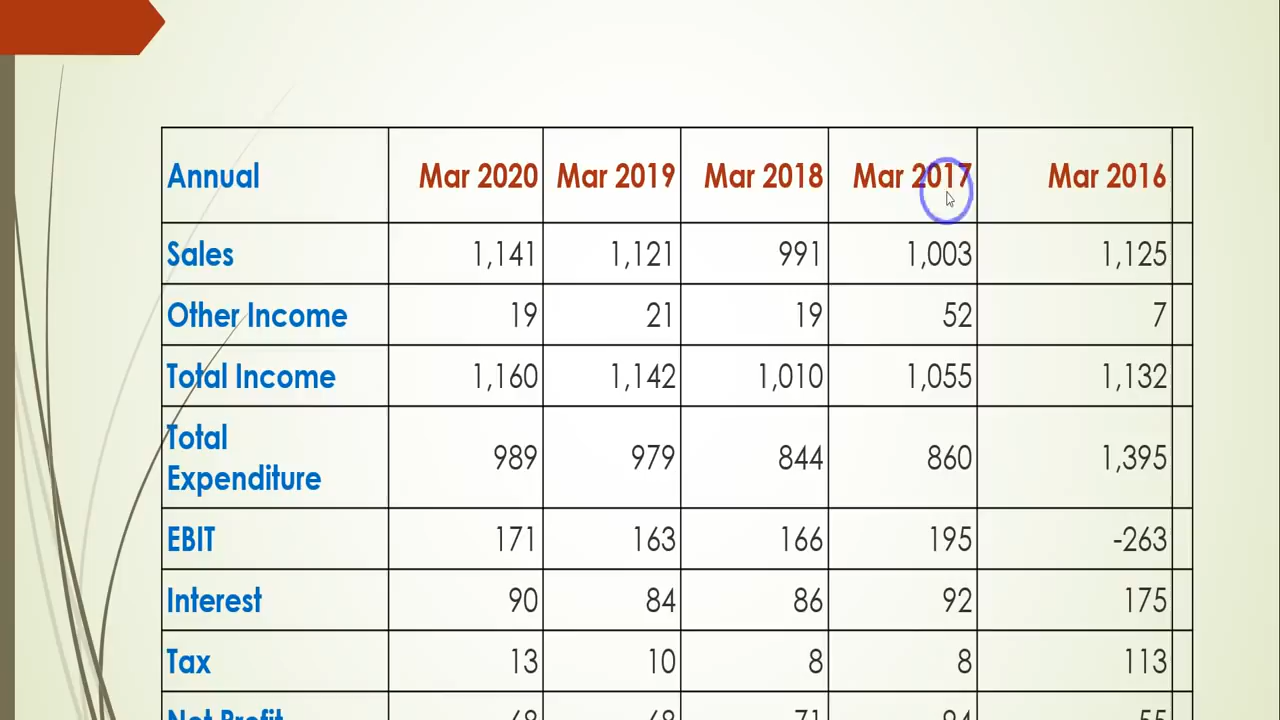 Annual Mar 2020 Mar 2019 Mar 2018 Mar 2017 Mar 2016
Sales 1,141 1,121 991 1,003 1,125
Other Income 19 21 19 52 7
Total Income 1,160 1,142 1,010 1,055 1,132
Total
Expenditure 989 979 844 860 1,395
EBIT 171 163 166 195 -263
Interest 90 84 86 92 175
Tax 13 10 8 8 113
Net Profit